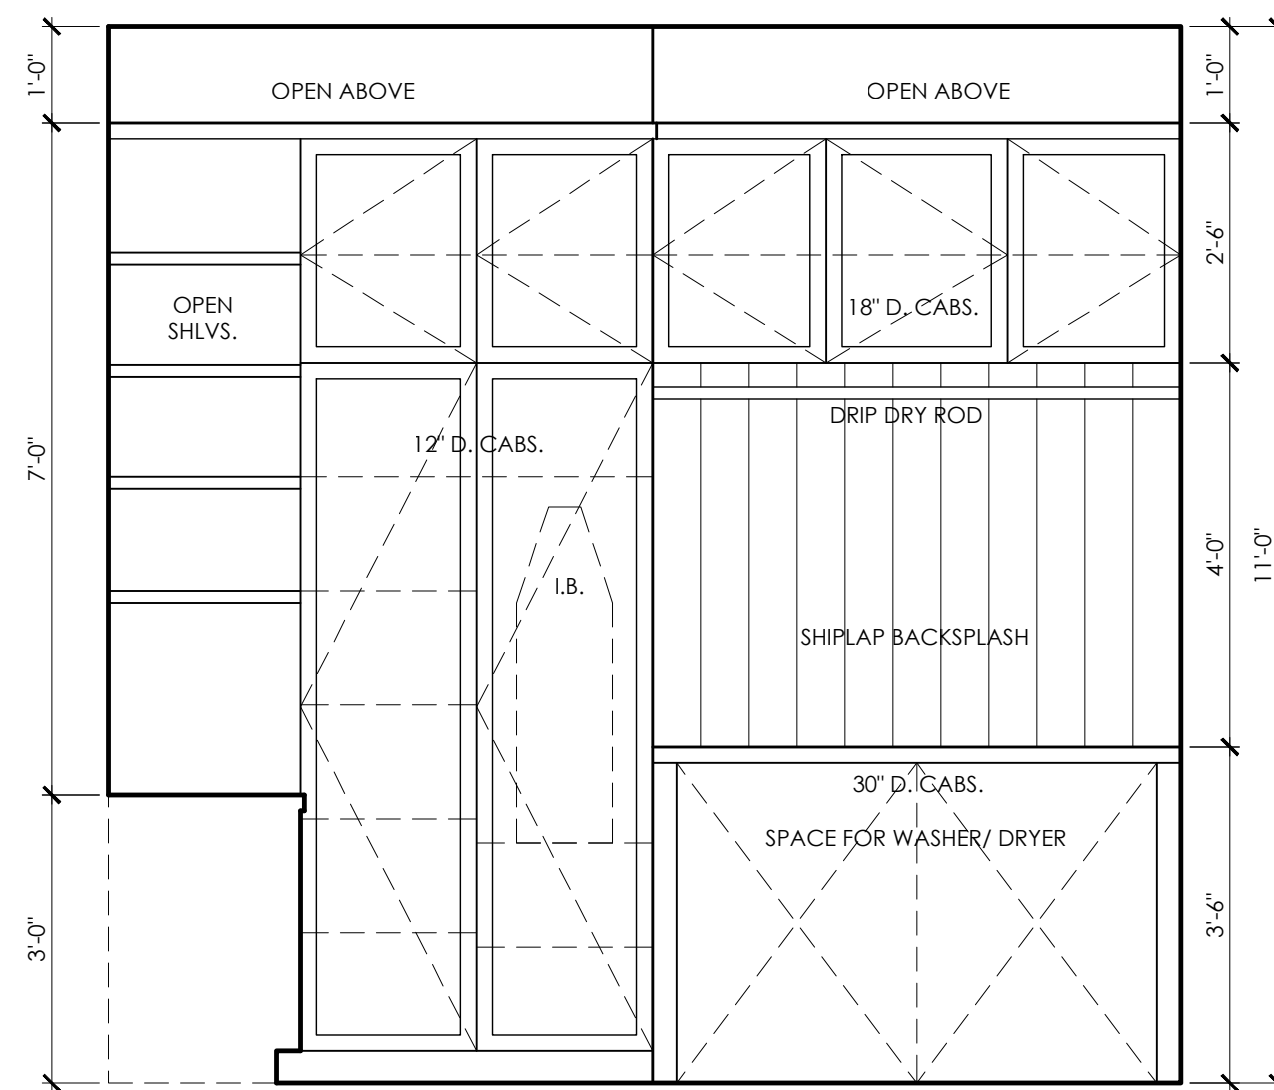 1'-0"
OPEN ABOVE
OPEN ABOVE
1'-0"
2'-6"
OPEN
SHLVS.
18" D. CABS.
DRIP DRY ROD
12" D. CABS.
7'-0"
4'-0"
11'-0"
I.B.
SHIPLAP BACKSPLASH
30" D. CABS.
SPACE FOR WASHER/ DRYER
3'-0"
3'-6"